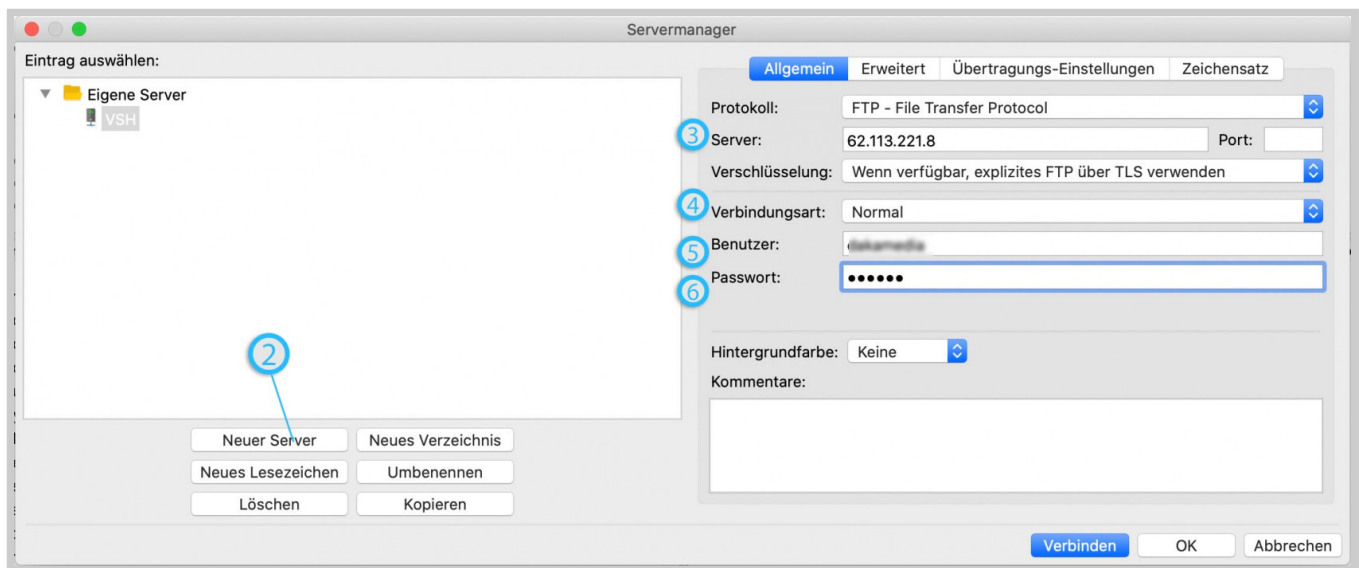 Servermanager
Eintrag auswählen:
Eigene Server
VSH
2
Neuer Server
Neues Verzeichnis
Neues Lesezeichen
Umbenennen
Löschen
Kopieren
Allgemein
Erweitert
Übertragungs-Einstellungen
Zeichensatz
Protokoll: FTP - File Transfer Protocol
3 Server: 62.113.221.8 Port:
Verschlüsselung: Wenn verfügbar, explizites FTP über TLS verwenden
4 Verbindungsart: Normal
5 Benutzer:
6 Passwort: ●●●●●●
Hintergrundfarbe: Keine
Kommentare:
Verbinden
OK
Abbrechen